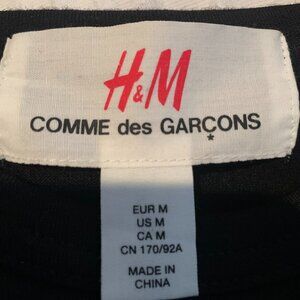 H&M
COMME des GARÇONS
*
EUR M
US M
CA M
CN 170/92A
MADE IN
CHINA